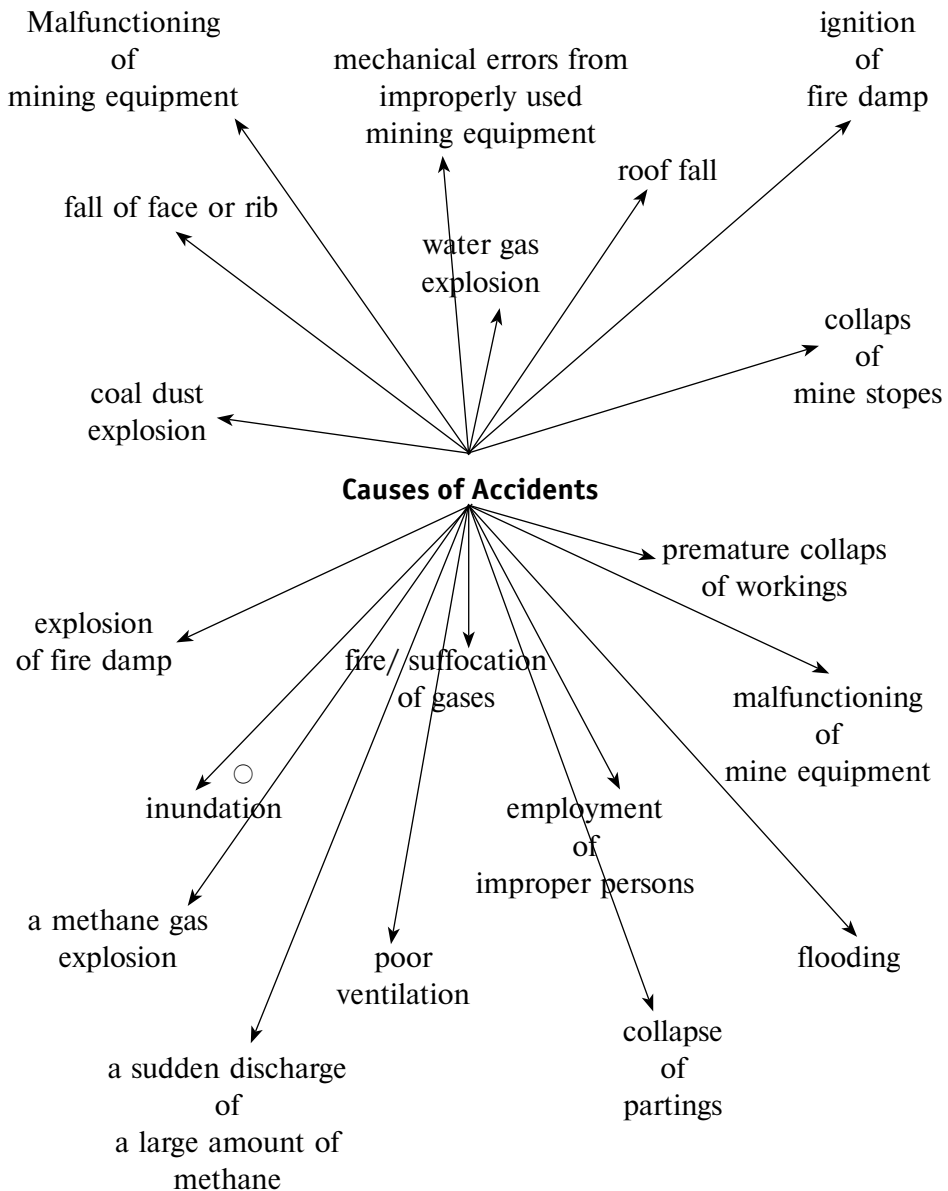 Malfunctioning
of
mining equipment
mechanical errors from
improperly used
mining equipment
ignition
of
fire damp
roof fall
fall of face or rib
water gas
explosion
collaps
of
mine stopes
coal dust
explosion
Causes of Accidents
premature collaps
of workings
explosion
of fire damp
fire/ suffocation
of gases
malfunctioning
of
mine equipment
inundation
employment
of
improper persons
a methane gas
explosion
poor
ventilation
flooding
collapse
of
partings
a sudden discharge
of
a large amount of
methane